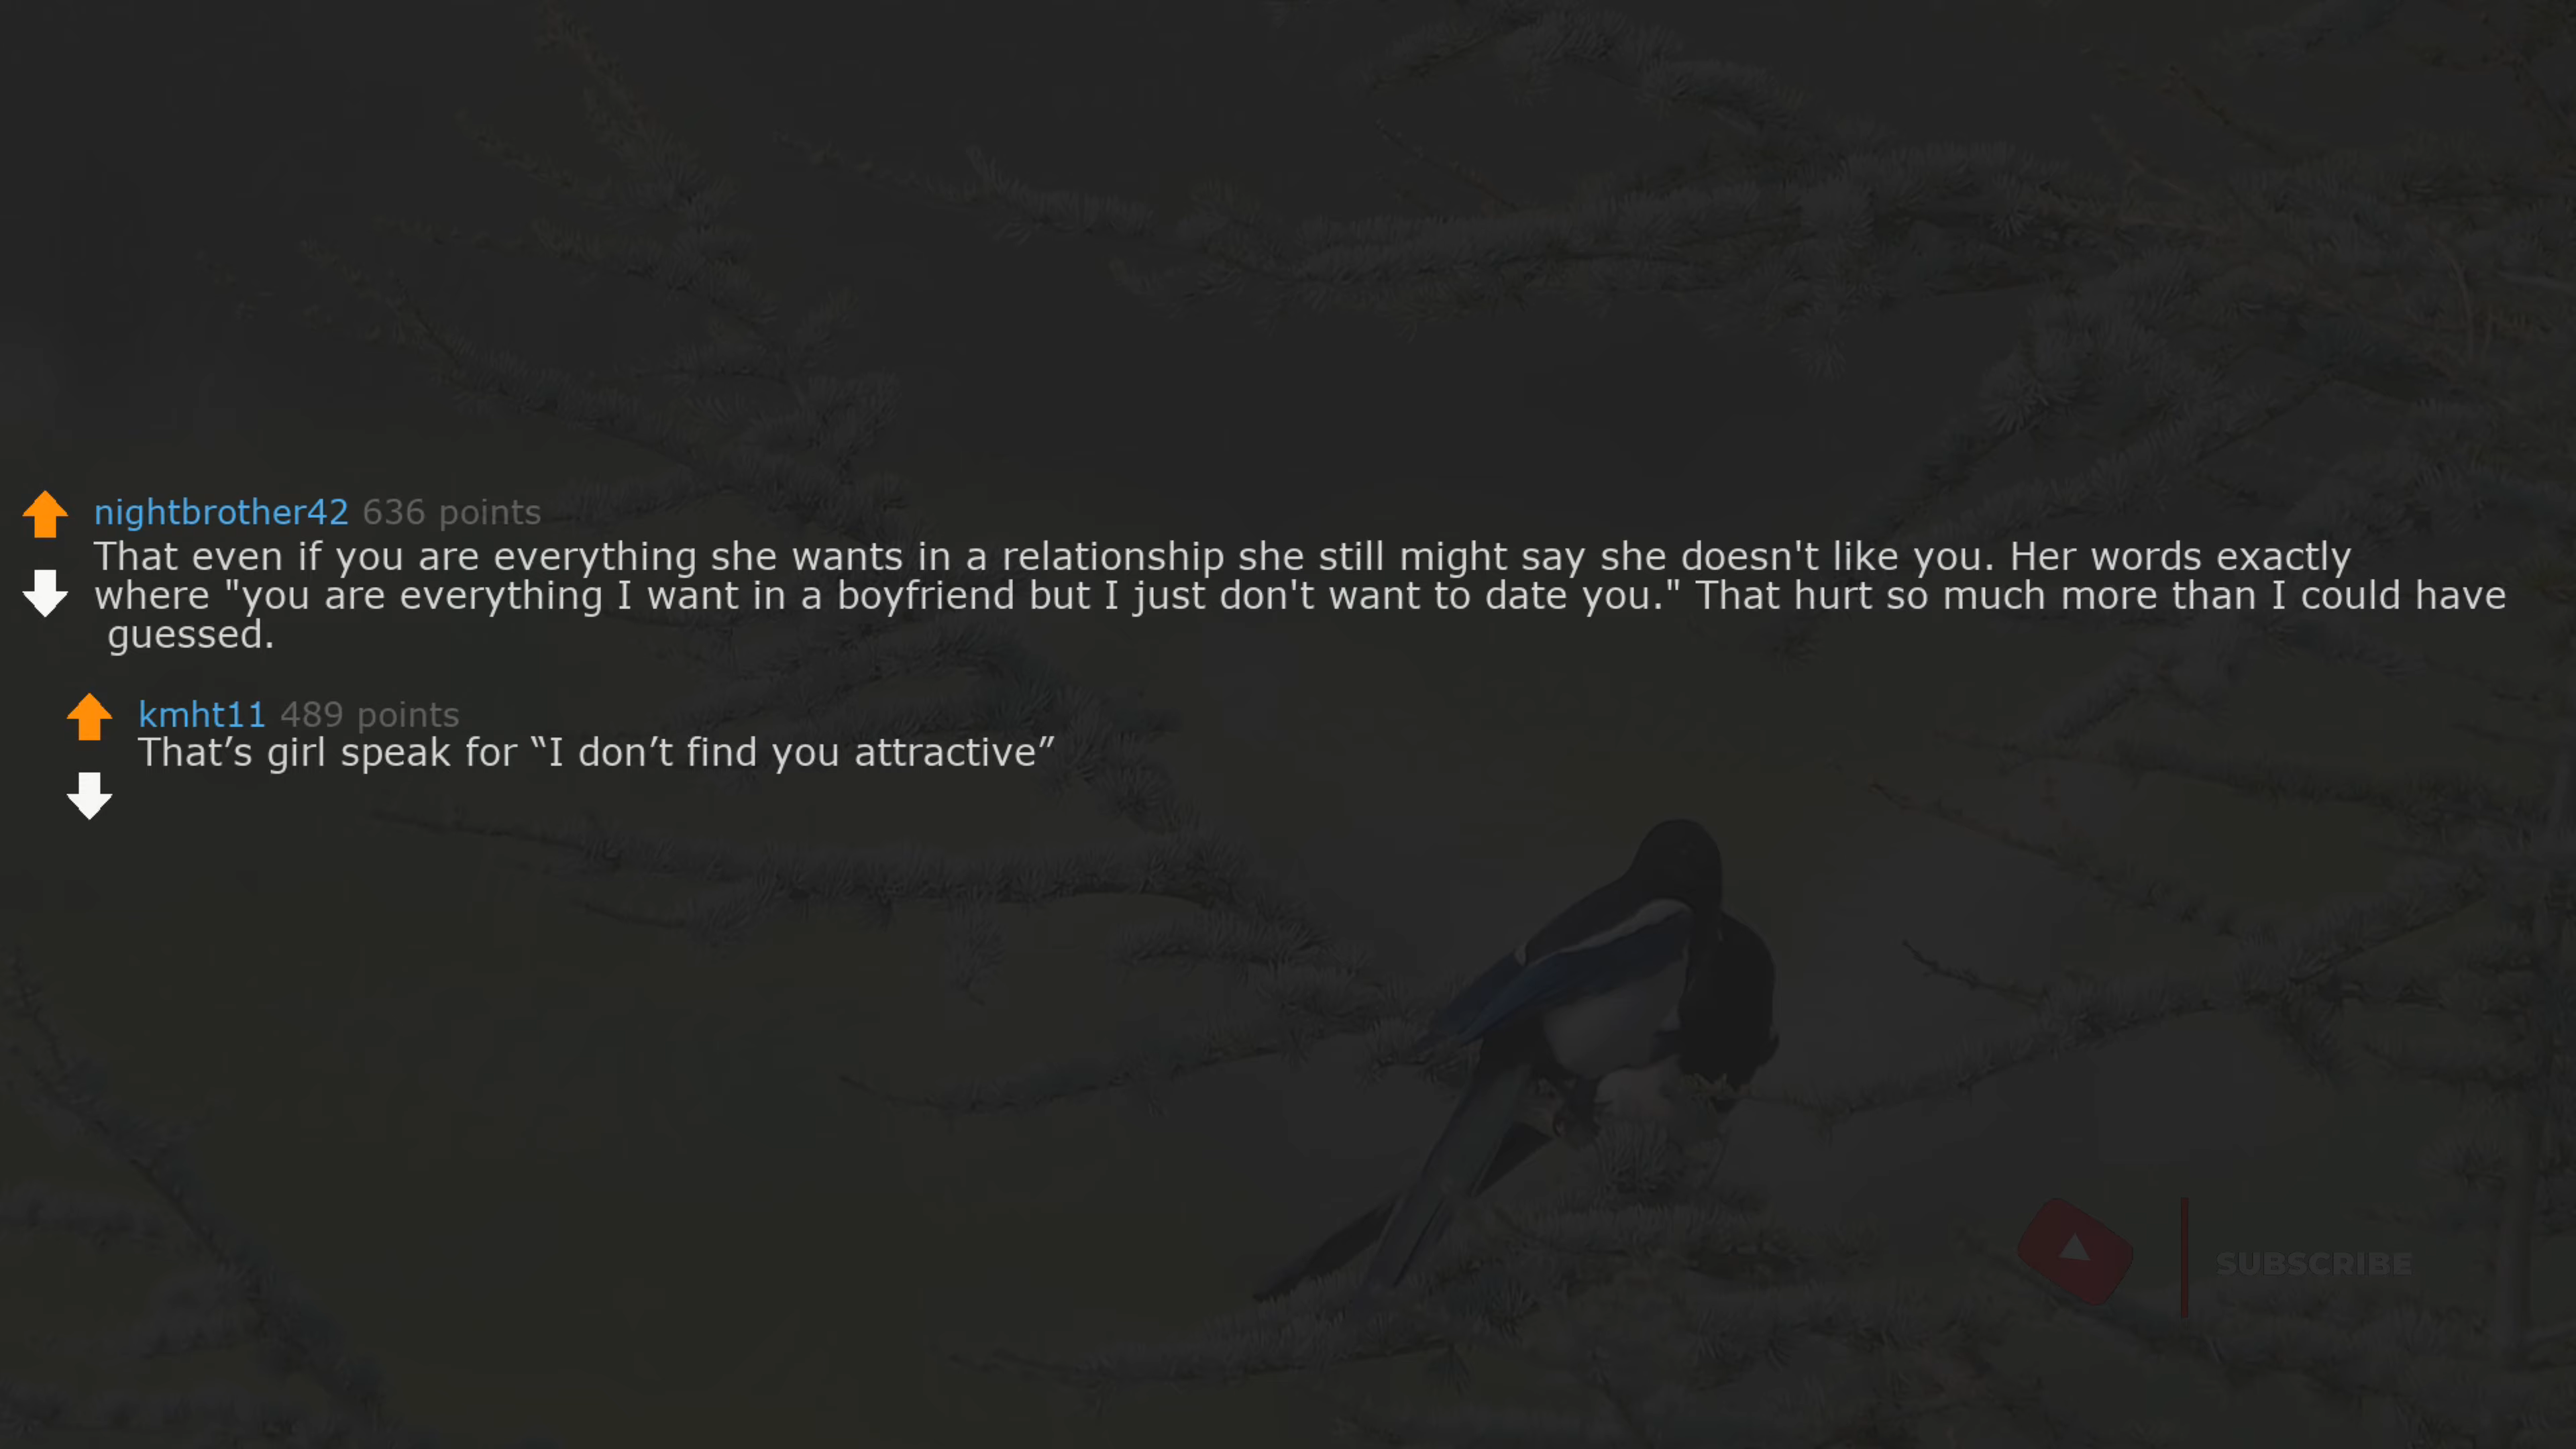 nightbrother42 636 points
That even if you are everything she wants in a relationship she still might say she doesn't like you. Her words exactly
where "you are everything I want in a boyfriend but I just don't want to date you." That hurt so much more than I could have
guessed.
kmht11 489 points
That’s girl speak for “I don’t find you attractive”
SUBSCRIBE